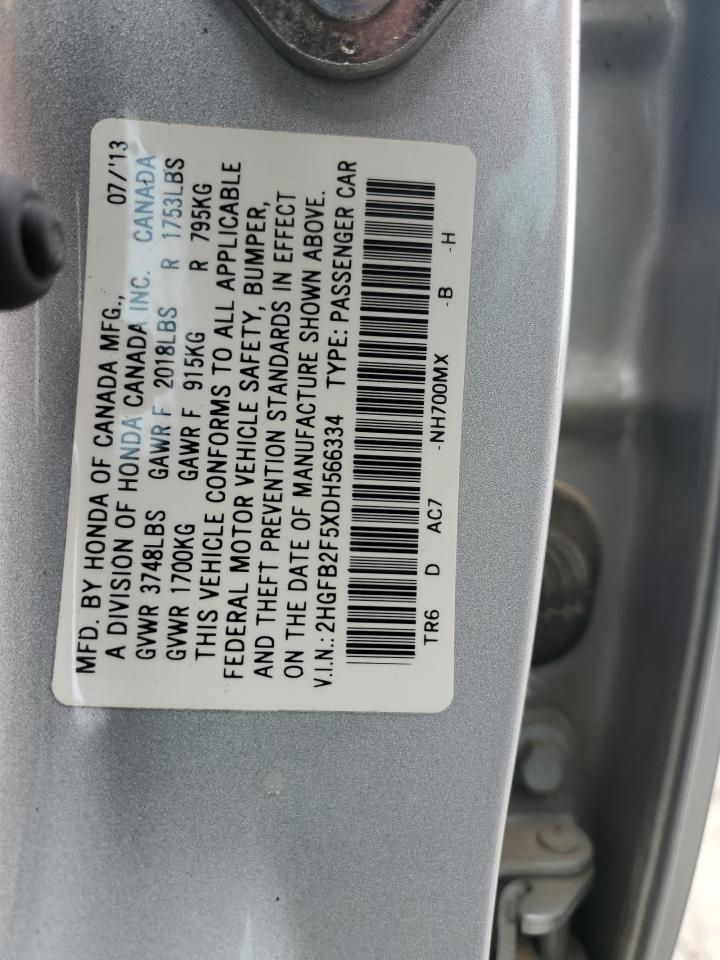 MFD. BY HONDA OF CANADA MFG., 07/'13
A DIVISION OF HONDA CANADA INC. CANADA
GVWR 3748LBS GAWR F 2018LBS R 1753LBS
GVWR 1700KG GAWR F 915KG R 795KG
THIS VEHICLE CONFORMS TO ALL APPLICABLE
FEDERAL MOTOR VEHICLE SAFETY, BUMPER,
AND THEFT PREVENTION STANDARDS IN EFFECT
ON THE DATE OF MANUFACTURE SHOWN ABOVE.
V.I.N.: 2HGFB2F5XDH566334 TYPE: PASSENGER CAR
TR6 D AC7 -NH700MX -B -H